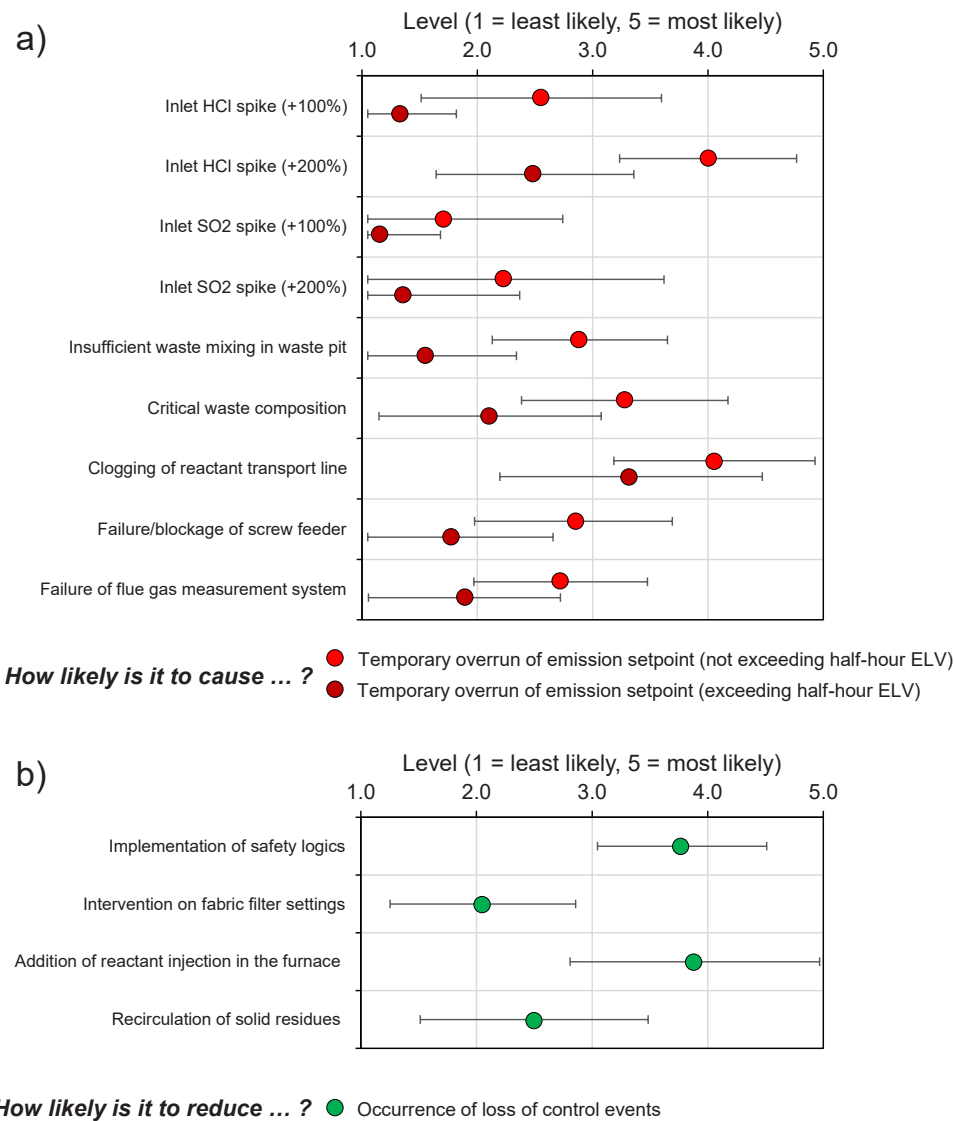 a)
Level (1 = least likely, 5 = most likely)
1.0 2.0 3.0 4.0 5.0
Inlet HCl spike (+100%)
Inlet HCl spike (+200%)
Inlet SO2 spike (+100%)
Inlet SO2 spike (+200%)
Insufficient waste mixing in waste pit
Critical waste composition
Clogging of reactant transport line
Failure/blockage of screw feeder
Failure of flue gas measurement system
How likely is it to cause … ?
Temporary overrun of emission setpoint (not exceeding half-hour ELV)
Temporary overrun of emission setpoint (exceeding half-hour ELV)
b)
Level (1 = least likely, 5 = most likely)
1.0 2.0 3.0 4.0 5.0
Implementation of safety logics
Intervention on fabric filter settings
Addition of reactant injection in the furnace
Recirculation of solid residues
How likely is it to reduce … ?
Occurrence of loss of control events